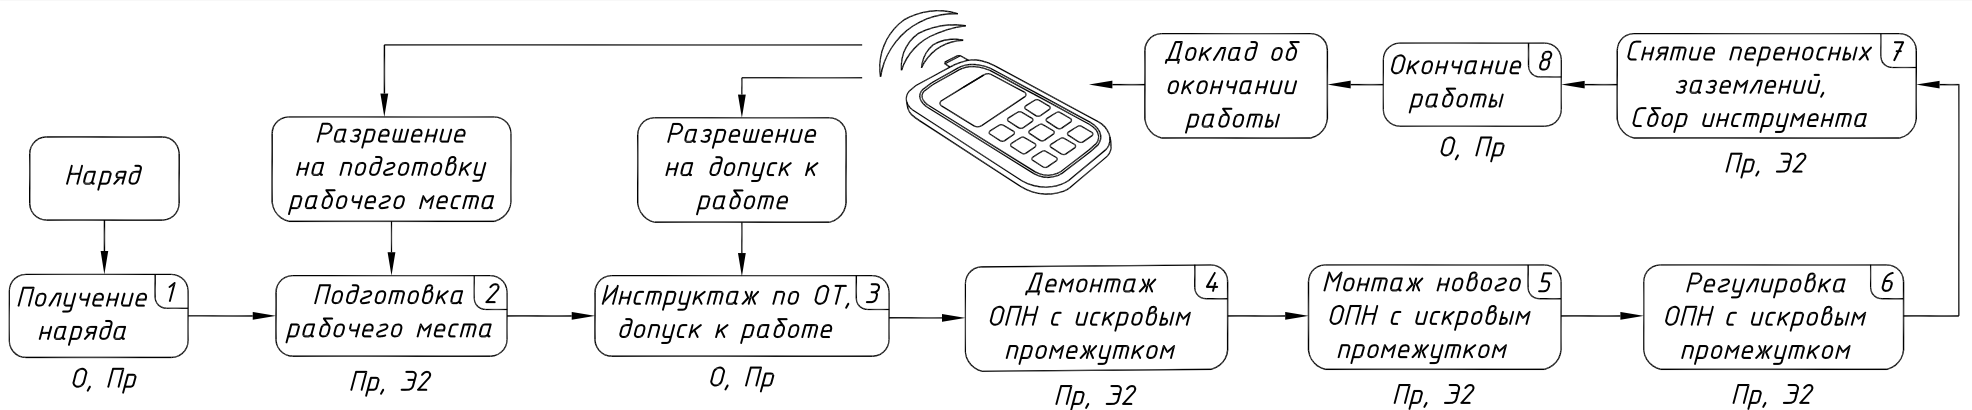 Наряд
1
Получение
наряда
О, Пр
Разрешение
на подготовку
рабочего места
2
Подготовка
рабочего места
Пр, Э2
Разрешение
на допуск к
работе
3
Инструктаж по ОТ,
допуск к работе
О, Пр
4
Демонтаж
ОПН с искровым
промежутком
Пр, Э2
5
Монтаж нового
ОПН с искровым
промежутком
Пр, Э2
6
Регулировка
ОПН с искровым
промежутком
Пр, Э2
7
Снятие переносных
заземлений,
Сбор инструмента
Пр, Э2
8
Окончание
работы
О, Пр
Доклад об
окончании
работы